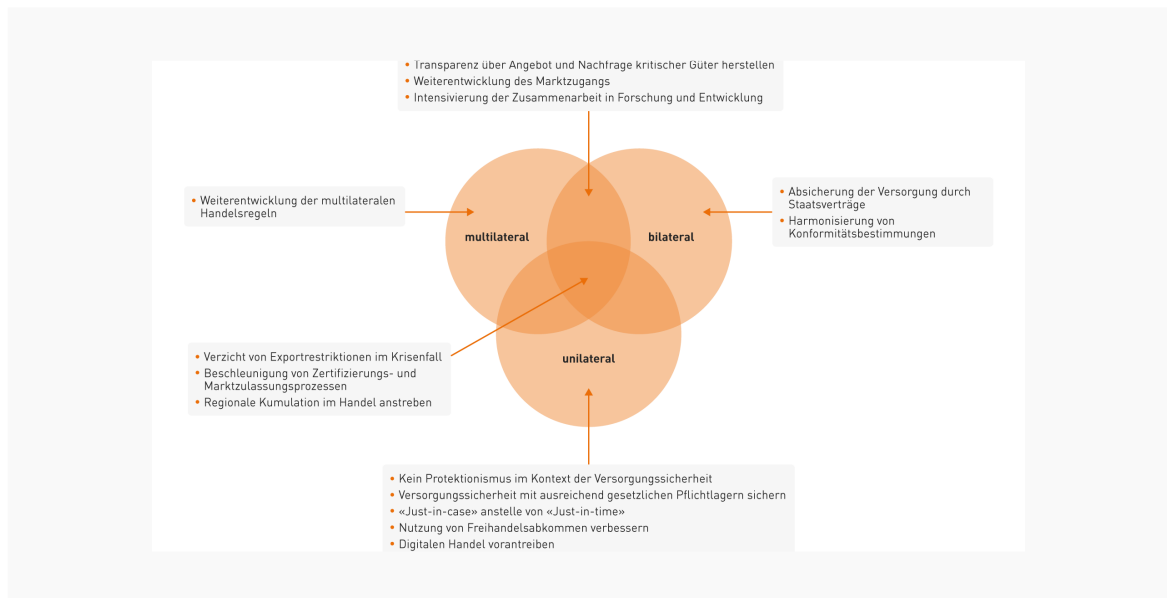 • Transparenz über Angebot und Nachfrage kritischer Güter herstellen
• Weiterentwicklung des Marktzugangs
• Intensivierung der Zusammenarbeit in Forschung und Entwicklung
• Weiterentwicklung der multilateralen
Handelsregeln
• Absicherung der Versorgung durch
Staatsverträge
• Harmonisierung von
Konformitätsbestimmungen
multilateral
bilateral
• Verzicht von Exportrestriktionen im Krisenfall
• Beschleunigung von Zertifizierungs- und
Marktzulassungsprozessen
• Regionale Kumulation im Handel anstreben
unilateral
• Kein Protektionismus im Kontext der Versorgungssicherheit
• Versorgungssicherheit mit ausreichend gesetzlichen Pflichtlagern sichern
• «Just-in-case» anstelle von «Just-in-time»
• Nutzung von Freihandelsabkommen verbessern
• Digitalen Handel vorantreiben